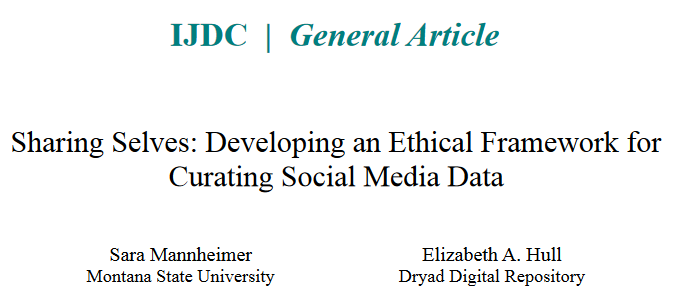 IJDC | General Article
Sharing Selves: Developing an Ethical Framework for
Curating Social Media Data
Sara Mannheimer
Montana State University
Elizabeth A. Hull
Dryad Digital Repository